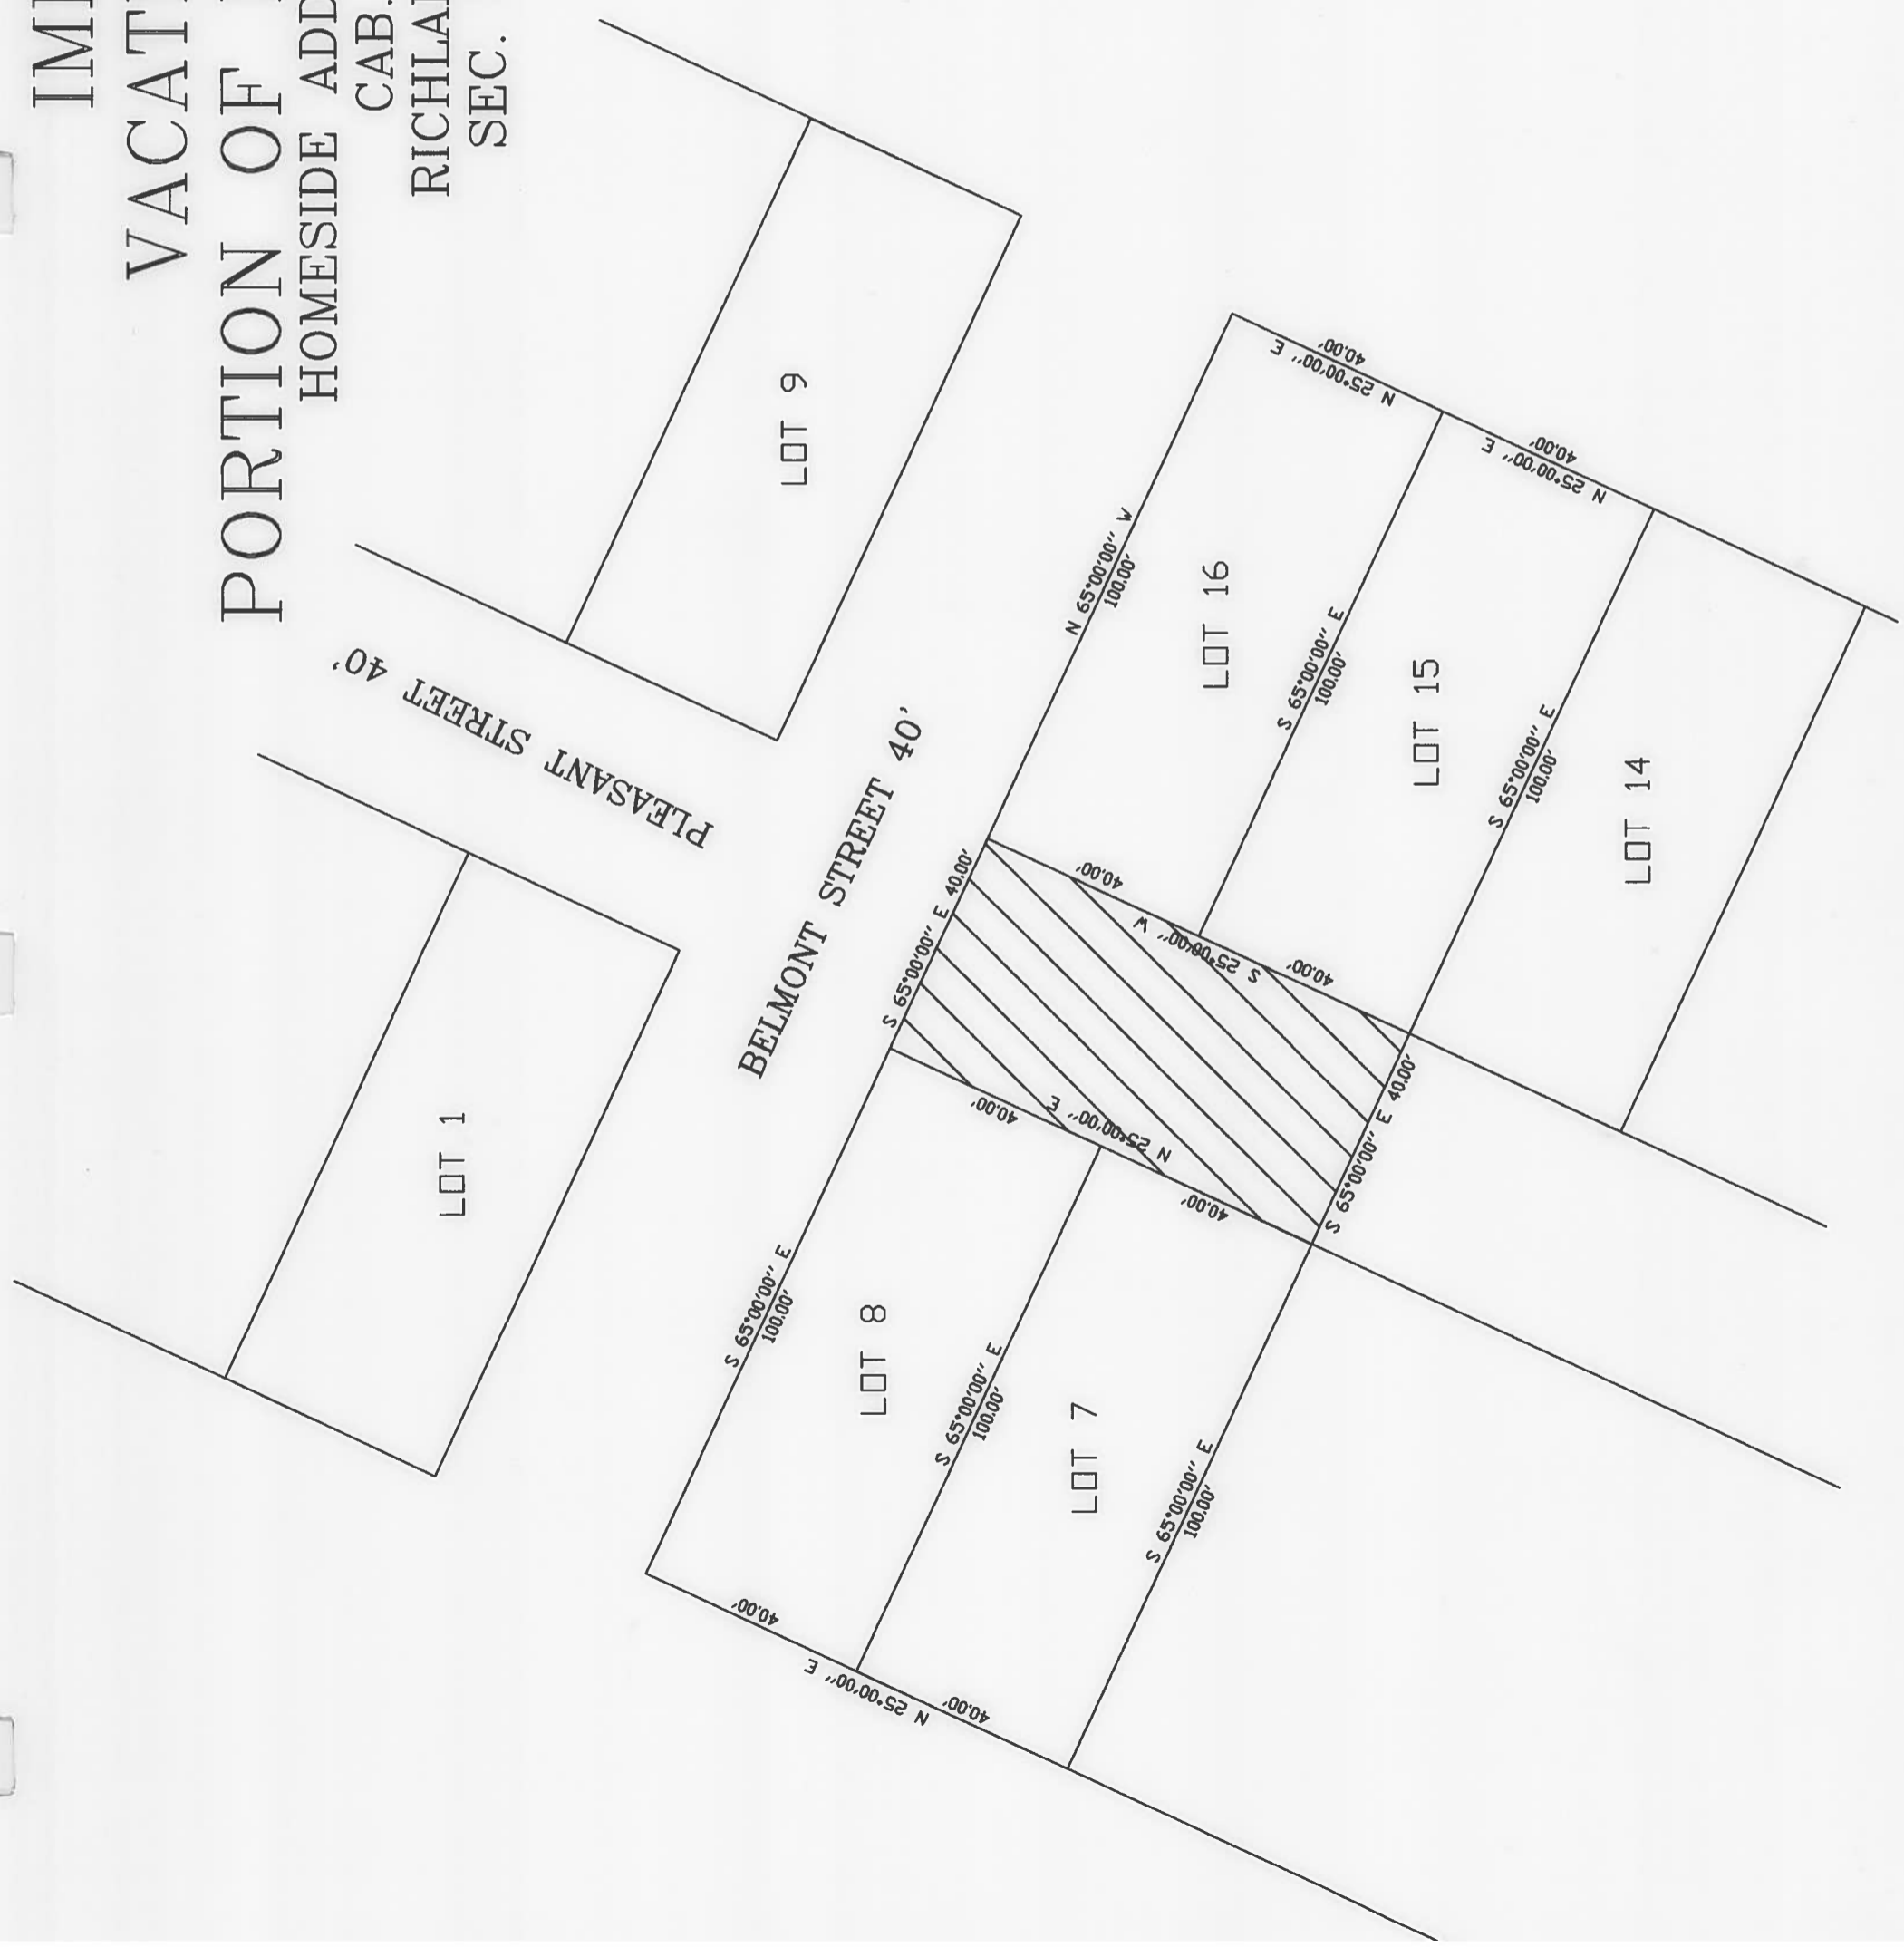 IMI
VACAT
PORTION OF
HOMESIDE ADD
CAB.
RICHLA
SEC.
LOT 9
PLEASANT STREET 40'
LOT 1
BELMONT STREET 40'
N 65°00'00" W
100.00'
40.00'
N 25°00'00" E
LOT 16
S 65°00'00" E
100.00'
40.00'
N 25°00'00" E
LOT 15
S 65°00'00" E
100.00'
LOT 14
S 65°00'00" E 40.00'
40.00'
S 25°00'00" W
40.00'
40.00'
N 25°00'00" E
40.00'
S 65°00'00" E 40.00'
S 65°00'00" E
100.00'
LOT 8
S 65°00'00" E
100.00'
LOT 7
S 65°00'00" E
100.00'
40.00'
N 25°00'00" E
40.00'